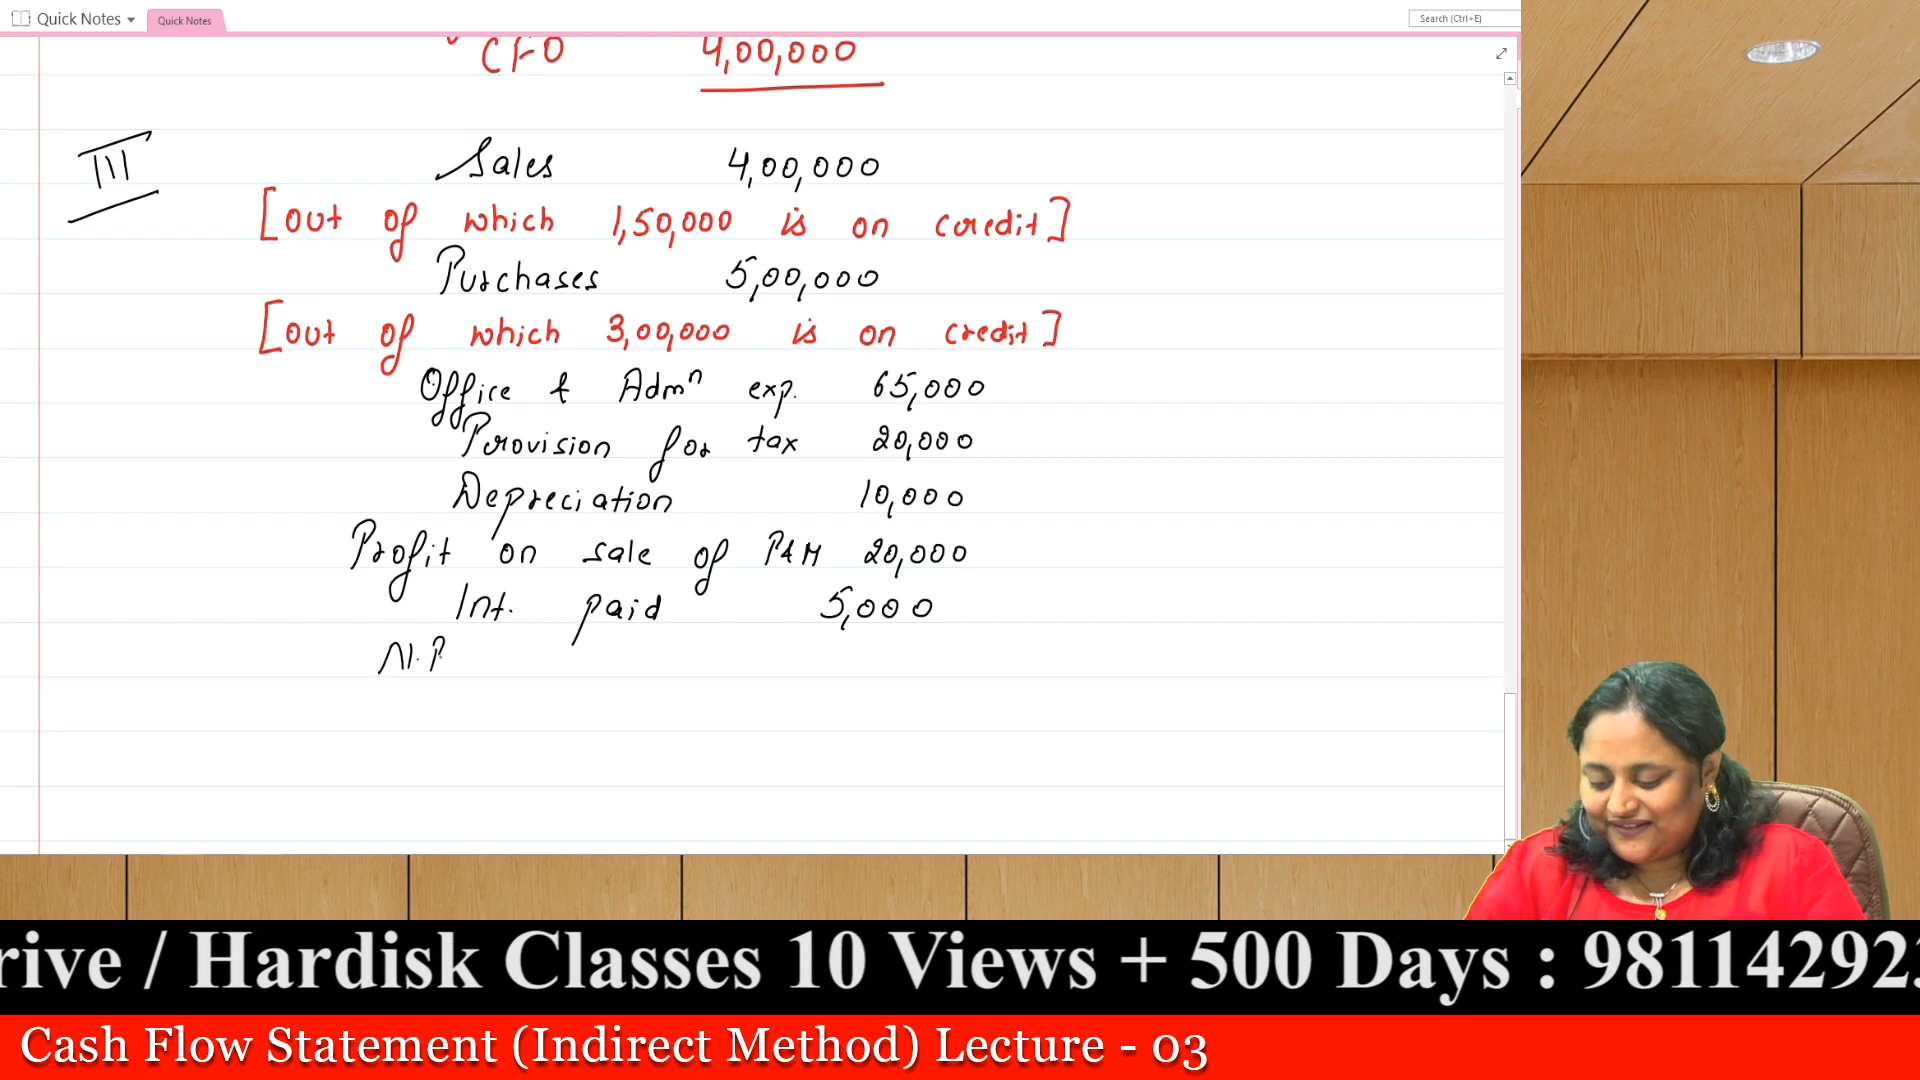 Quick Notes
Quick Notes
Search (Ctrl+E)
CFO 4,00,000
III
Sales 4,00,000
[out of which 1,50,000 is on credit]
Purchases 5,00,000
[out of which 3,00,000 is on credit]
Office & Admn exp. 65,000
Provision for tax 20,000
Depreciation 10,000
Profit on sale of P&M 20,000
Int. paid 5,000
N.P
rive / Hardisk Classes 10 Views + 500 Days : 981142923
Cash Flow Statement (Indirect Method) Lecture - 03